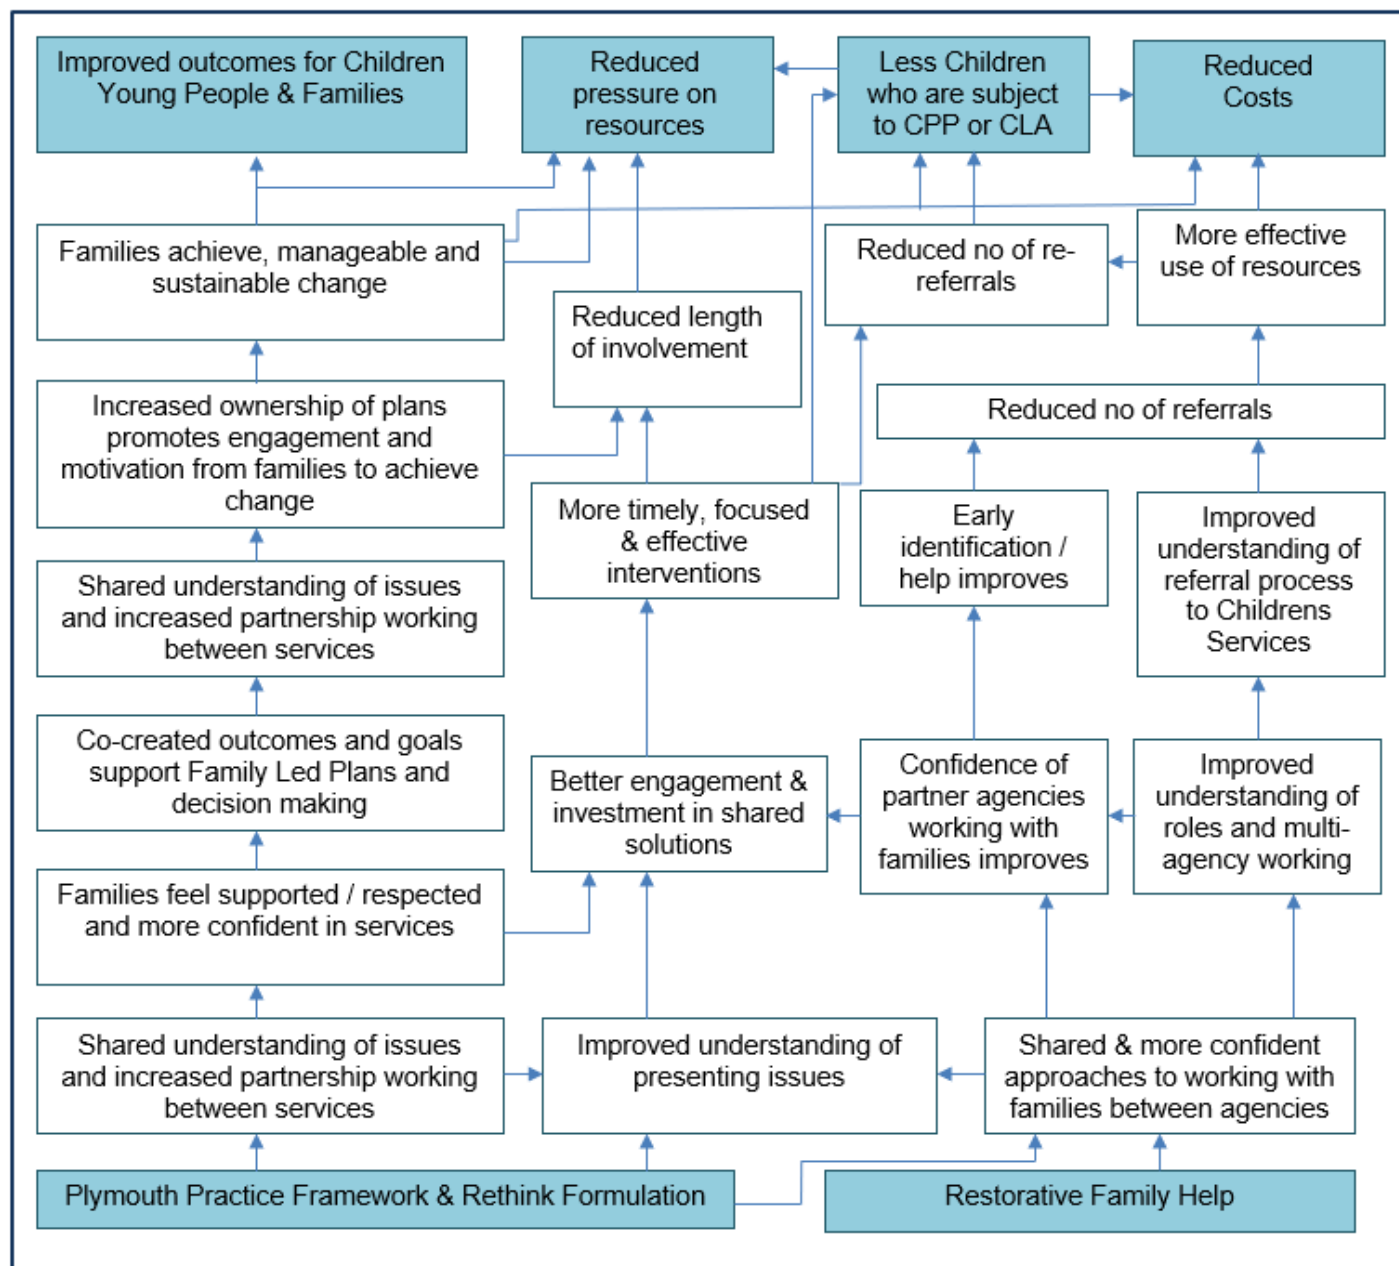 Improved outcomes for Children
Young People & Families
Reduced
pressure on
resources
Less Children
who are subject
to CPP or CLA
Reduced
Costs
Families achieve, manageable and
sustainable change
Reduced no of re-
referrals
More effective
use of resources
Reduced length
of involvement
Increased ownership of plans
promotes engagement and
motivation from families to achieve
change
Reduced no of referrals
More timely, focused
& effective
interventions
Early
identification /
help improves
Improved
understanding of
referral process
to Childrens
Services
Shared understanding of issues
and increased partnership working
between services
Co-created outcomes and goals
support Family Led Plans and
decision making
Better engagement &
investment in shared
solutions
Confidence of
partner agencies
working with
families improves
Improved
understanding of
roles and multi-
agency working
Families feel supported / respected
and more confident in services
Shared understanding of issues
and increased partnership working
between services
Improved understanding of
presenting issues
Shared & more confident
approaches to working with
families between agencies
Plymouth Practice Framework & Rethink Formulation
Restorative Family Help